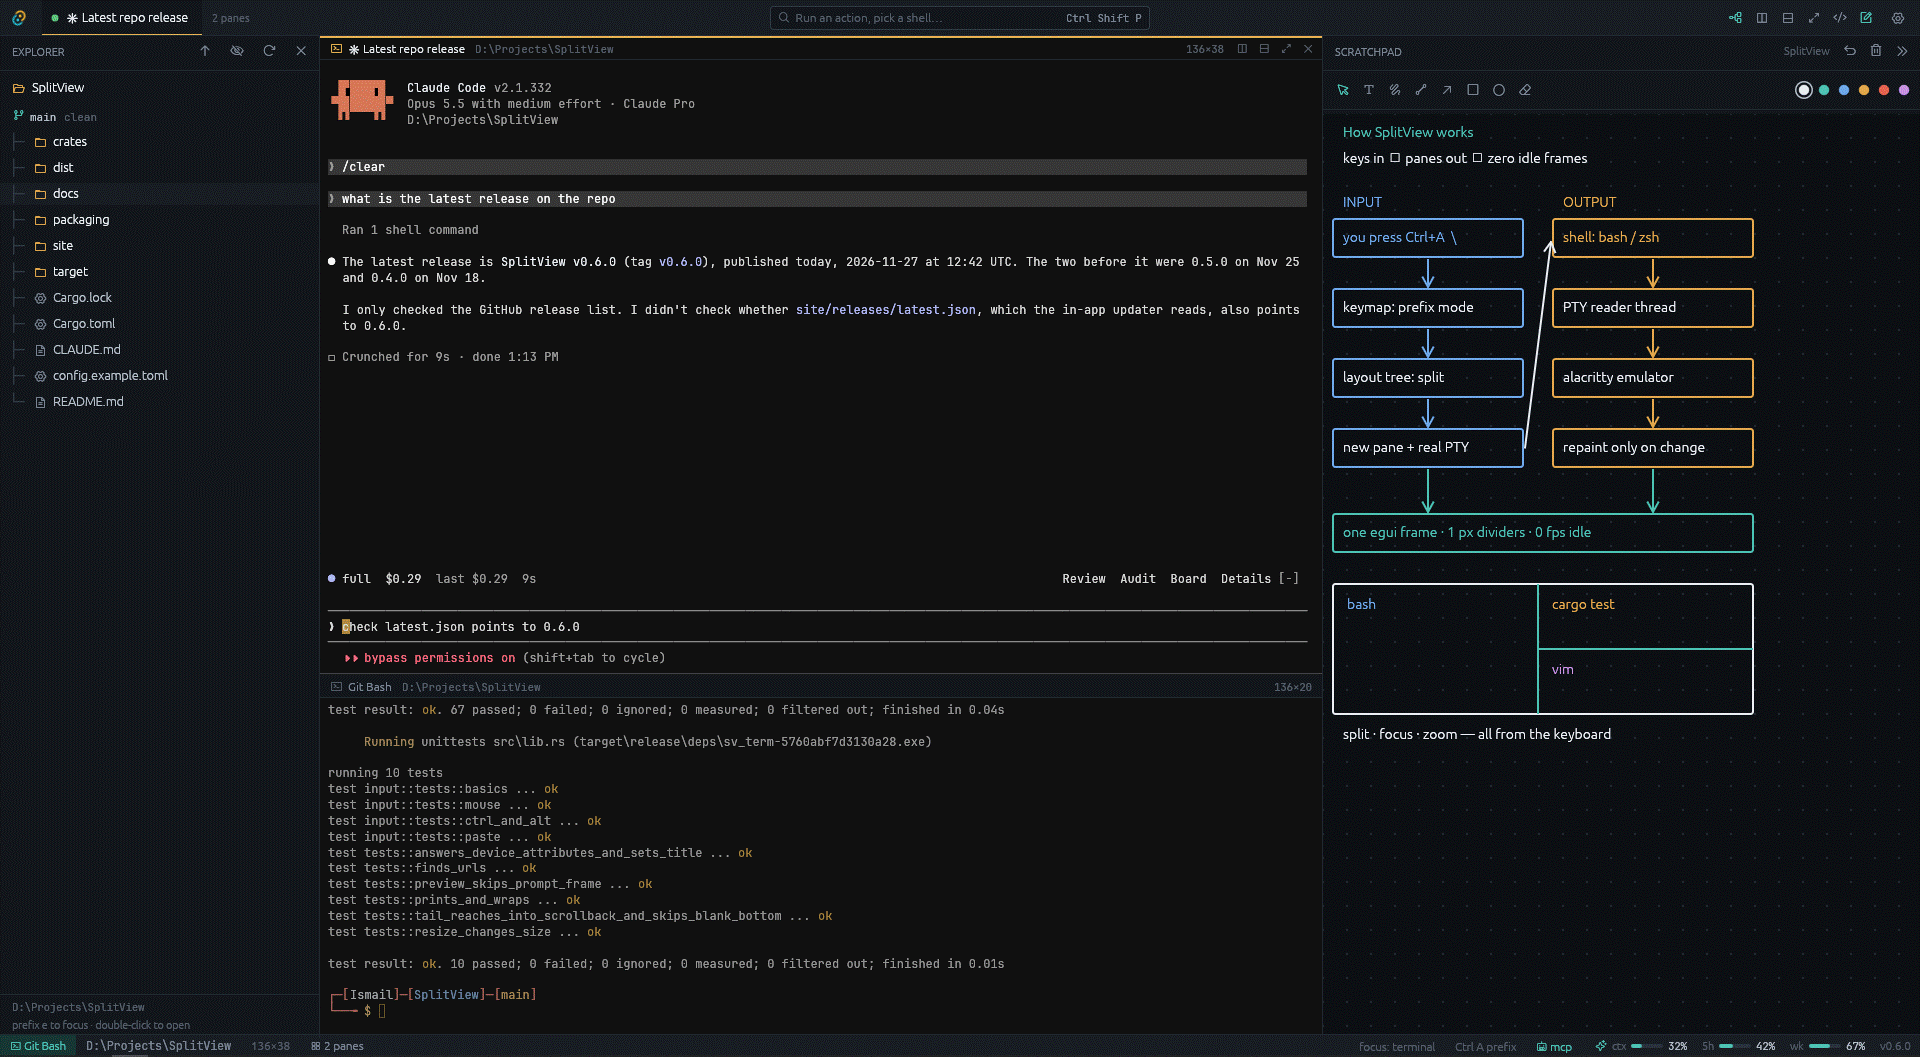 ✳ Latest repo release
2 panes
Run an action, pick a shell…
Ctrl Shift P
EXPLORER
SplitView
main clean
crates
dist
docs
packaging
site
target
Cargo.lock
Cargo.toml
CLAUDE.md
config.example.toml
README.md
D:\Projects\SplitView
prefix e to focus · double-click to open
✳ Latest repo release D:\Projects\SplitView 136×38
Claude Code v2.1.332
Opus 5.5 with medium effort · Claude Pro
D:\Projects\SplitView
❯ /clear
❯ what is the latest release on the repo
Ran 1 shell command
● The latest release is SplitView v0.6.0 (tag v0.6.0), published today, 2026-11-27 at 12:42 UTC. The two before it were 0.5.0 on Nov 25
and 0.4.0 on Nov 18.
I only checked the GitHub release list. I didn't check whether site/releases/latest.json, which the in-app updater reads, also points
to 0.6.0.
Crunched for 9s · done 1:13 PM
● full $0.29 last $0.29 9s
Review Audit Board Details [-]
❯ check latest.json points to 0.6.0
⏵⏵ bypass permissions on (shift+tab to cycle)
Git Bash D:\Projects\SplitView 136×20
test result: ok. 67 passed; 0 failed; 0 ignored; 0 measured; 0 filtered out; finished in 0.04s
Running unittests src\lib.rs (target\release\deps\sv_term-5760abf7d3130a28.exe)
running 10 tests
test input::tests::basics ... ok
test input::tests::mouse ... ok
test input::tests::ctrl_and_alt ... ok
test input::tests::paste ... ok
test tests::answers_device_attributes_and_sets_title ... ok
test tests::finds_urls ... ok
test tests::preview_skips_prompt_frame ... ok
test tests::prints_and_wraps ... ok
test tests::tail_reaches_into_scrollback_and_skips_blank_bottom ... ok
test tests::resize_changes_size ... ok
test result: ok. 10 passed; 0 failed; 0 ignored; 0 measured; 0 filtered out; finished in 0.01s
┌─[Ismail]─[SplitView]─[main]
└──╼ $
SCRATCHPAD
SplitView
How SplitView works
keys in □ panes out □ zero idle frames
INPUT
you press Ctrl+A \
keymap: prefix mode
layout tree: split
new pane + real PTY
OUTPUT
shell: bash / zsh
PTY reader thread
alacritty emulator
repaint only on change
one egui frame · 1 px dividers · 0 fps idle
bash
cargo test
vim
split · focus · zoom — all from the keyboard
Git Bash D:\Projects\SplitView 136×38 2 panes
focus: terminal Ctrl A prefix mcp ctx 32% 5h 42% wk 67% v0.6.0